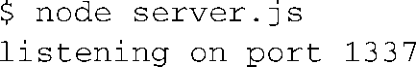 $ node server.js
listening on port 1337